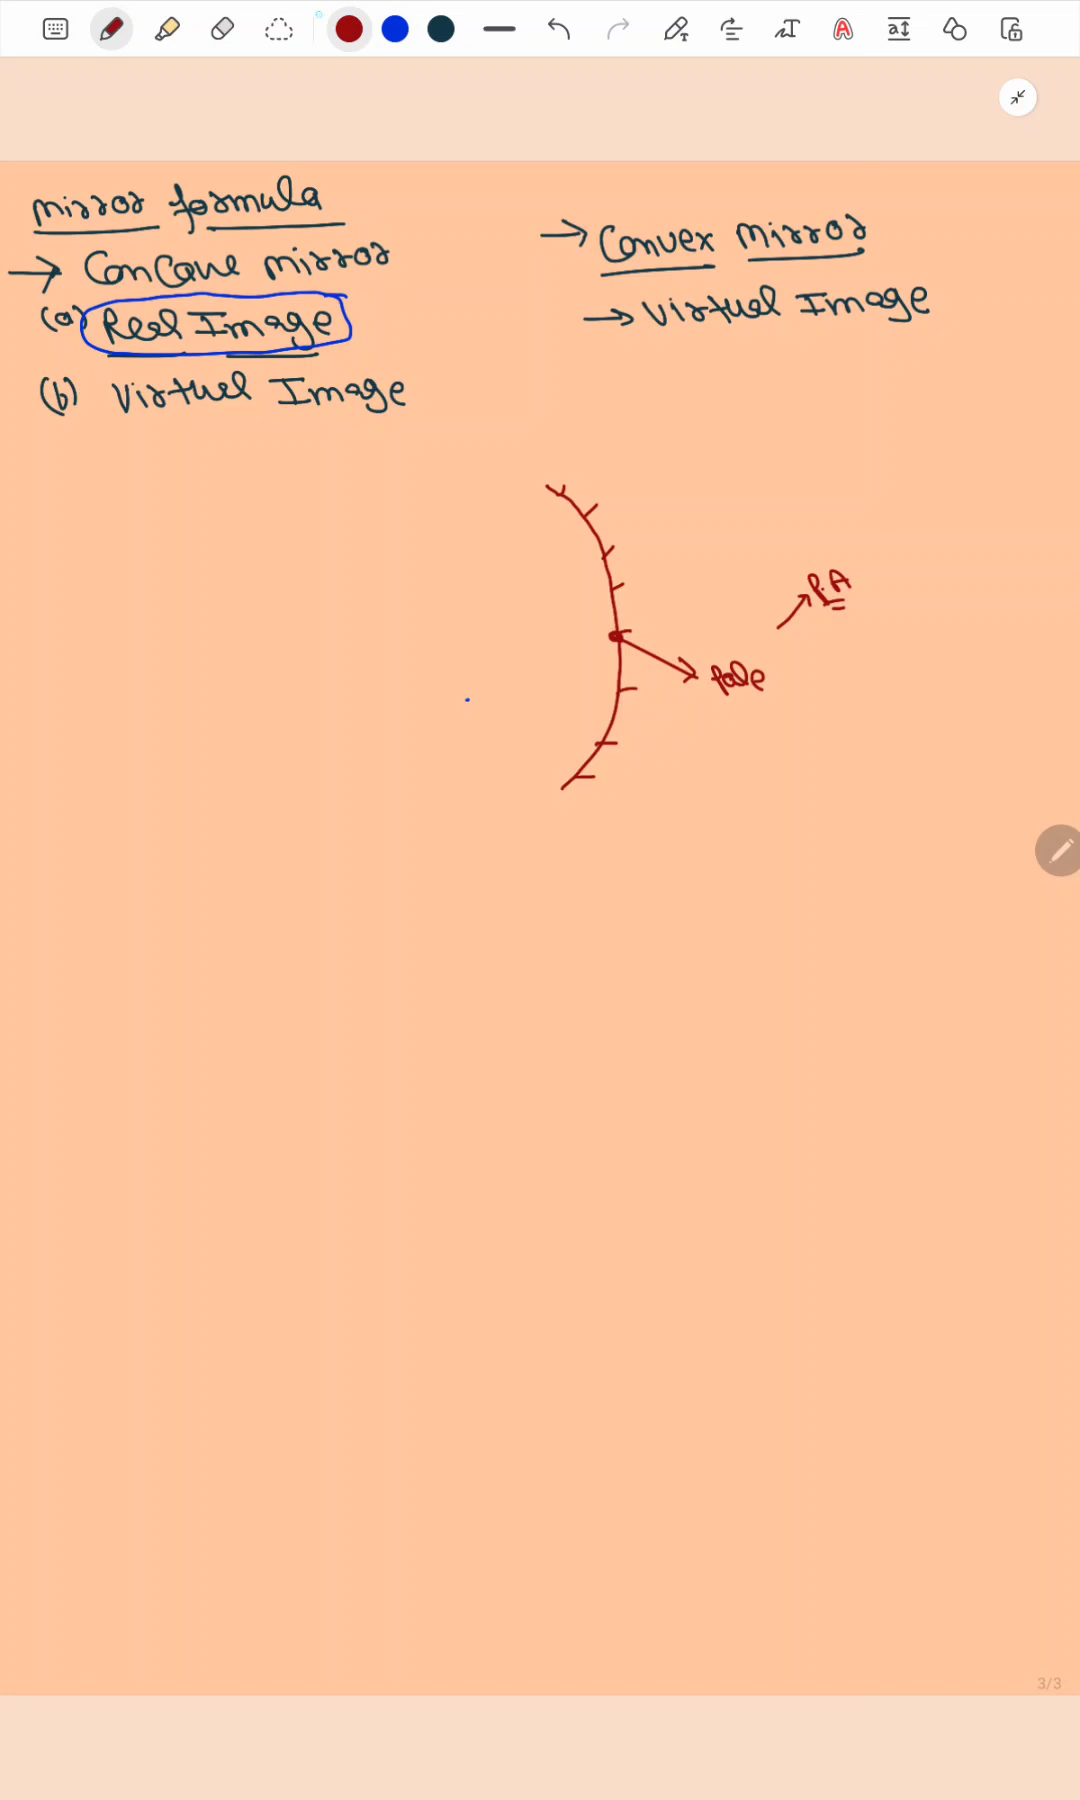 mirror formula
→ Concave mirror
(a) Real Image
(b) Virtual Image
→ Convex mirror
→ Virtual Image
P.A
Pole
3/3